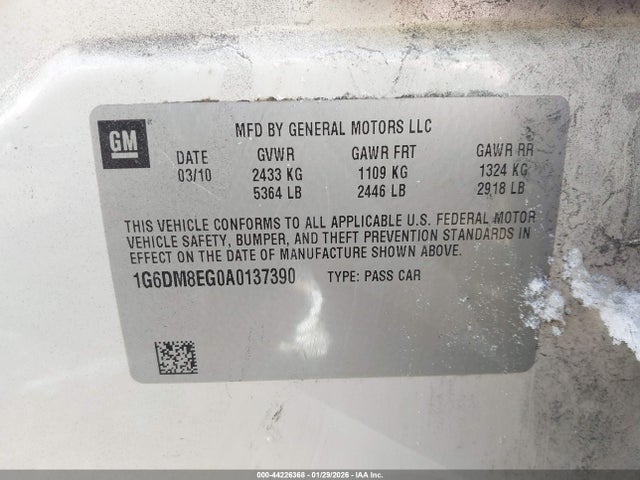 GM
MFD BY GENERAL MOTORS LLC
DATE GVWR GAWR FRT GAWR RR
03/10 2433 KG 1109 KG 1324 KG
5364 LB 2446 LB 2918 LB
THIS VEHICLE CONFORMS TO ALL APPLICABLE U.S. FEDERAL MOTOR
VEHICLE SAFETY, BUMPER, AND THEFT PREVENTION STANDARDS IN
EFFECT ON THE DATE OF MANUFACTURE SHOWN ABOVE.
1G6DM8EG0A0137390 TYPE: PASS CAR
000-44226368 | 01/29/2026 | IAA, Inc.